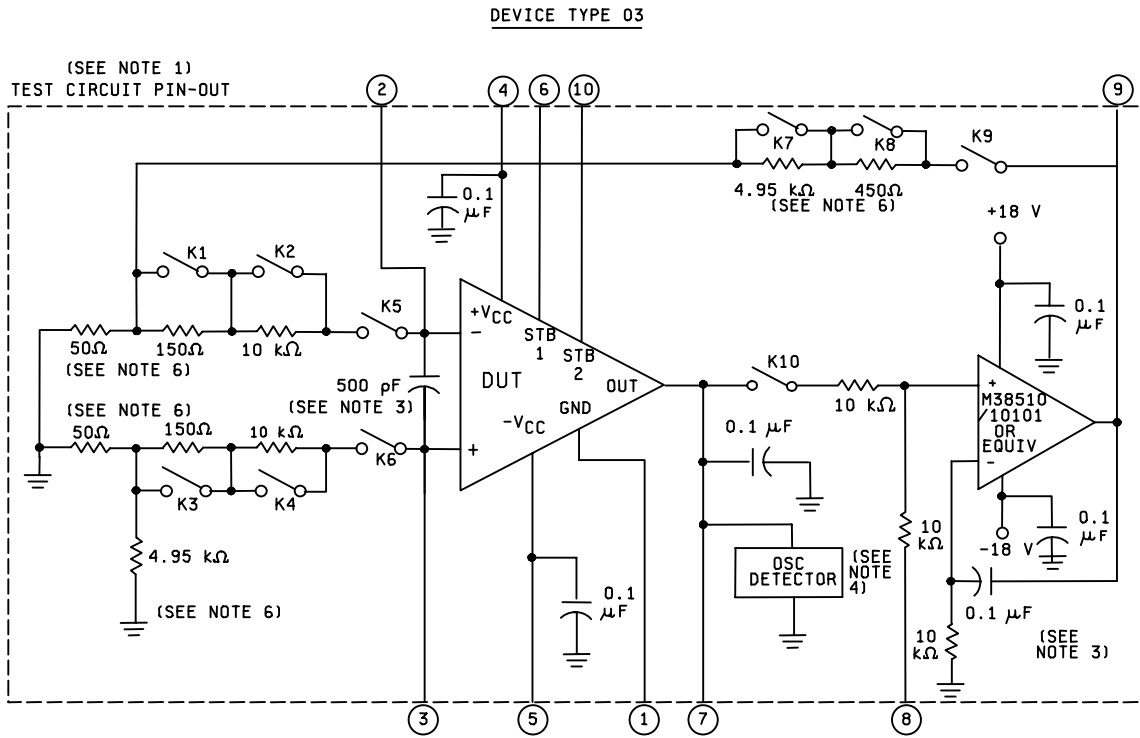 DEVICE TYPE 03
(SEE NOTE 1)
TEST CIRCUIT PIN-OUT
2
4
6
10
9
K7
K8
K9
4.95 kΩ
450Ω
(SEE NOTE 6)
0.1
μF
+18 V
K1
K2
K5
+VCC
−
STB
1
STB
2
0.1
μF
50Ω
150Ω
10 kΩ
(SEE NOTE 6)
500 pF
(SEE NOTE 3)
DUT
OUT
GND
-VCC
+
K10
10 kΩ
+
M38510
/10101
OR
EQUIV
−
(SEE NOTE 6)
50Ω
150Ω
10 kΩ
K6
K3
K4
0.1 μF
4.95 kΩ
(SEE NOTE 6)
OSC
DETECTOR
(SEE
NOTE
4)
10
kΩ
-18 V
0.1
μF
0.1
μF
0.1 μF
10
kΩ
(SEE
NOTE 3)
3
5
1
7
8